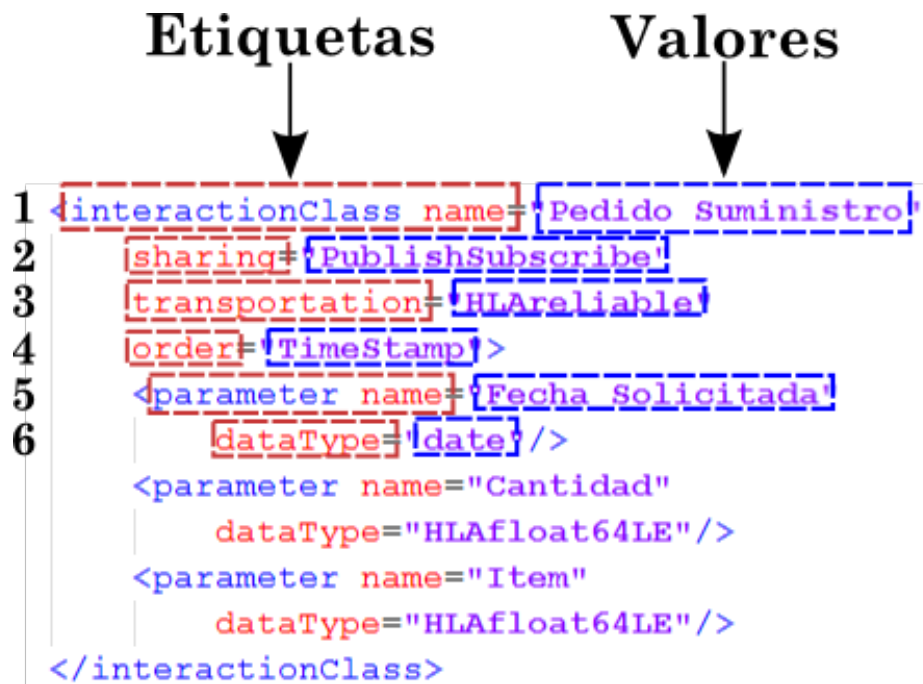 Etiquetas Valores
1 <interactionClass name="Pedido Suministro"
2 sharing="PublishSubscribe"
3 transportation="HLAreliable"
4 order="TimeStamp">
5 <parameter name="Fecha Solicitada"
6 dataType="date"/>
<parameter name="Cantidad"
dataType="HLAfloat64LE"/>
<parameter name="Item"
dataType="HLAfloat64LE"/>
</interactionClass>